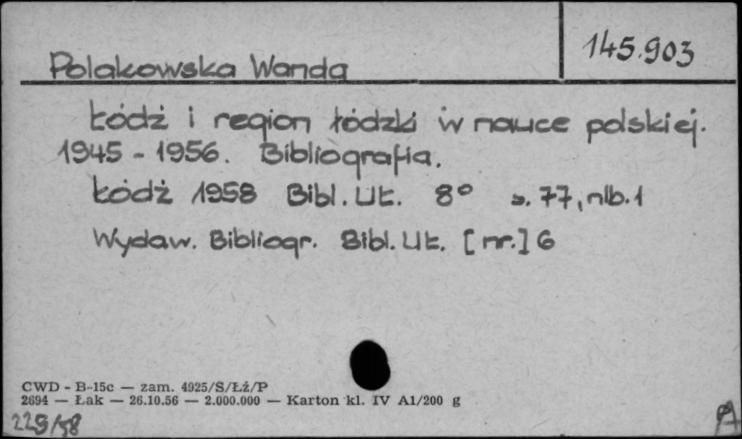 145.903
Polakowska Wanda
Łódź i region łódzki w nauce polskiej.
1945 - 1956. Bibliografia.
Łódź 1958 Bibl. UŁ. 8° s. 77, nlb. 1
Wydaw. Bibliogr. Bibl. UŁ. [nr.] 6
CWD - B-15c — zam. 4925/S/Łź/P
2694 — Łak — 26.10.56 — 2.000.000 — Karton kl. IV A1/200 g
229/58